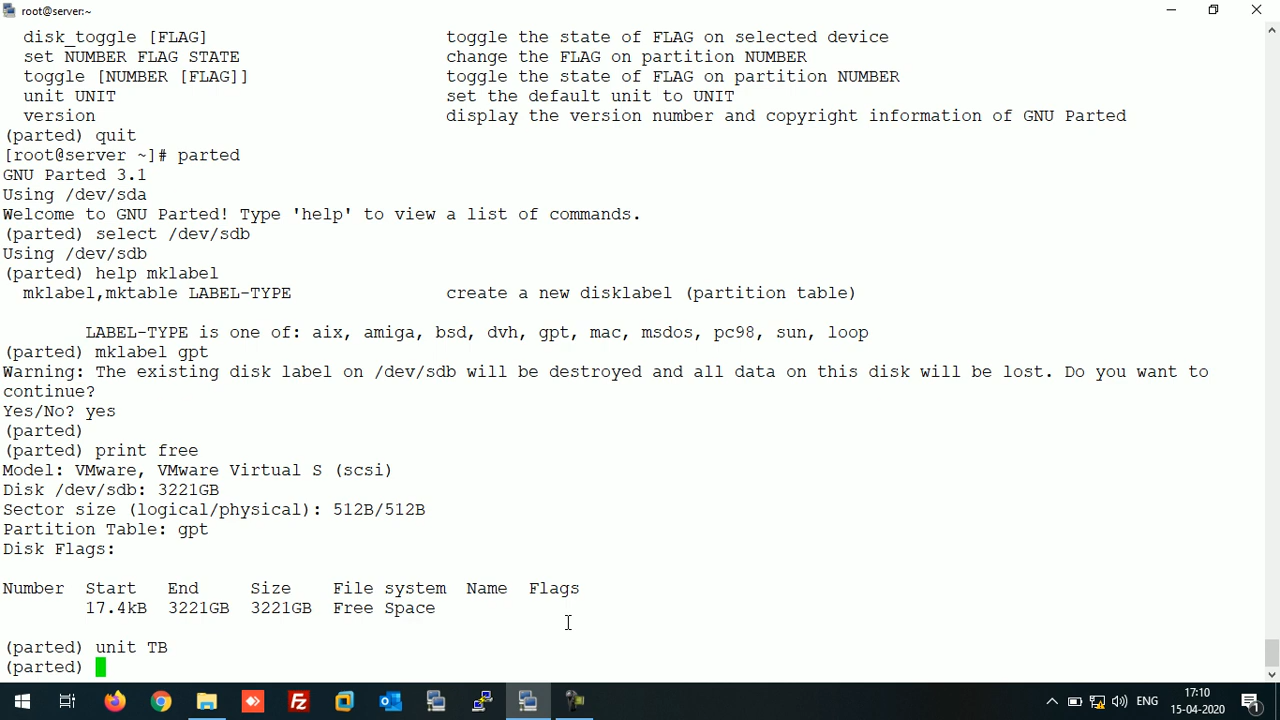 root@server:~
disk_toggle [FLAG] toggle the state of FLAG on selected device
set NUMBER FLAG STATE change the FLAG on partition NUMBER
toggle [NUMBER [FLAG]] toggle the state of FLAG on partition NUMBER
unit UNIT set the default unit to UNIT
version display the version number and copyright information of GNU Parted
(parted) quit
[root@server ~]# parted
GNU Parted 3.1
Using /dev/sda
Welcome to GNU Parted! Type 'help' to view a list of commands.
(parted) select /dev/sdb
Using /dev/sdb
(parted) help mklabel
mklabel,mktable LABEL-TYPE create a new disklabel (partition table)
LABEL-TYPE is one of: aix, amiga, bsd, dvh, gpt, mac, msdos, pc98, sun, loop
(parted) mklabel gpt
Warning: The existing disk label on /dev/sdb will be destroyed and all data on this disk will be lost. Do you want to
continue?
Yes/No? yes
(parted)
(parted) print free
Model: VMware, VMware Virtual S (scsi)
Disk /dev/sdb: 3221GB
Sector size (logical/physical): 512B/512B
Partition Table: gpt
Disk Flags:
Number Start End Size File system Name Flags
17.4kB 3221GB 3221GB Free Space
(parted) unit TB
(parted)
ENG
17:10
15-04-2020
1